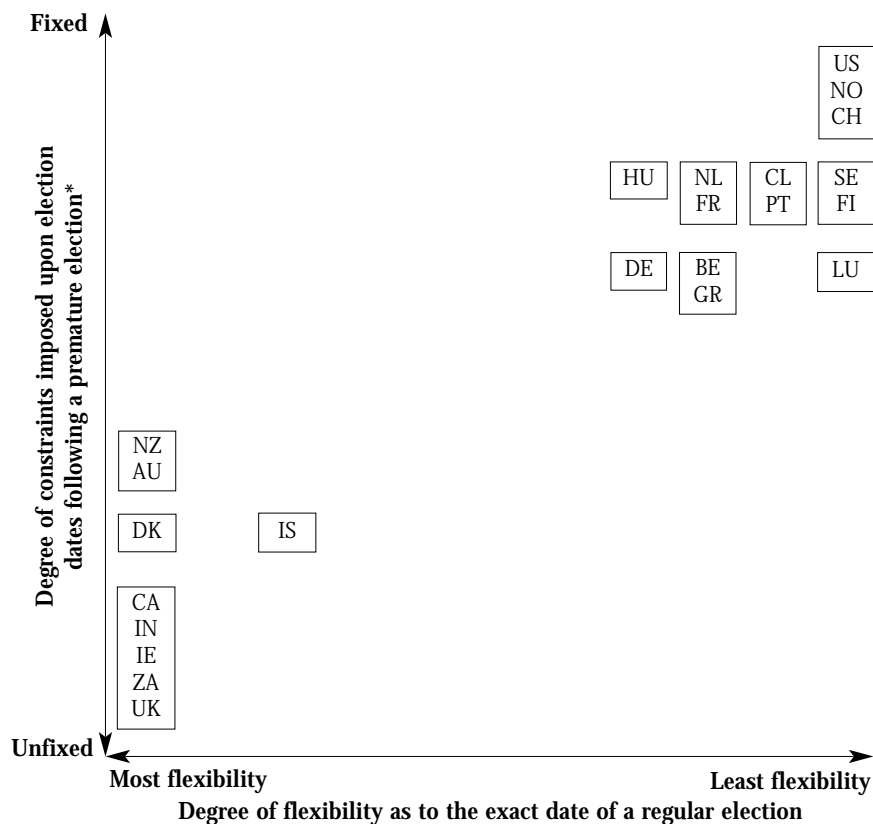 Fixed
Degree of constraints imposed upon election
dates following a premature election*
US
NO
CH
HU
NL
FR
CL
PT
SE
FI
DE
BE
GR
LU
NZ
AU
DK
IS
CA
IN
IE
ZA
UK
Unfixed
Most flexibility
Least flexibility
Degree of flexibility as to the exact date of a regular election